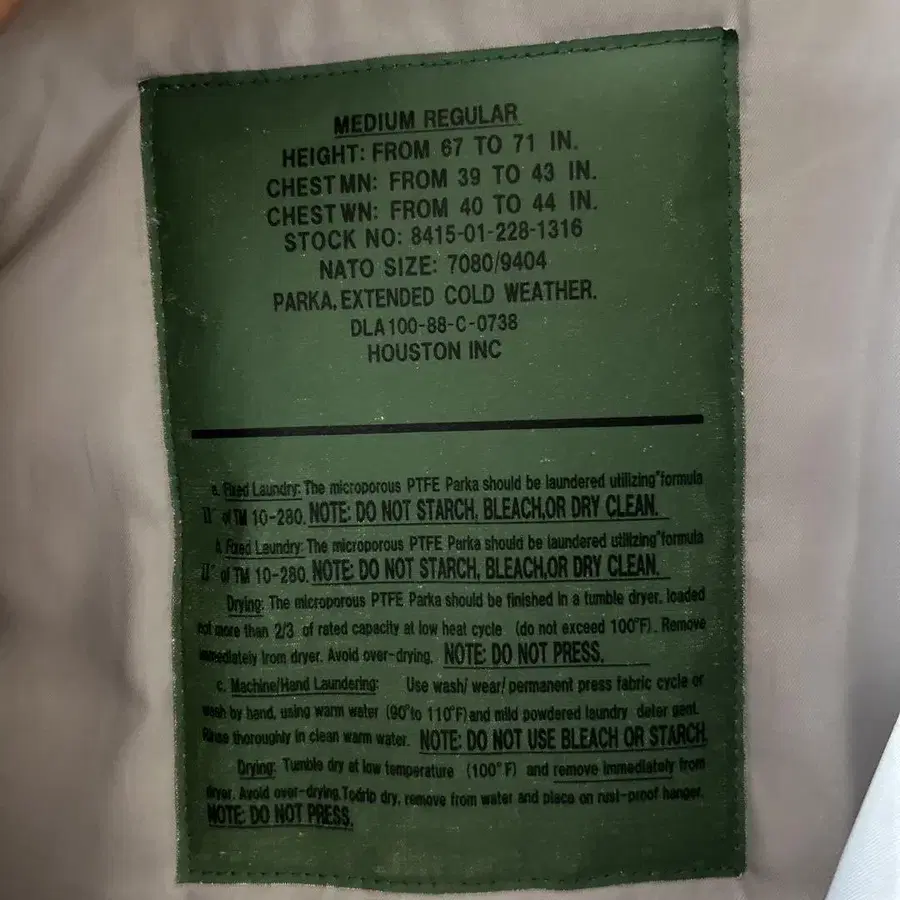 MEDIUM REGULAR
HEIGHT: FROM 67 TO 71 IN.
CHEST MN: FROM 39 TO 43 IN.
CHEST WN: FROM 40 TO 44 IN.
STOCK NO: 8415-01-228-1316
NATO SIZE: 7080/9404
PARKA, EXTENDED COLD WEATHER.
DLA100-88-C-0738
HOUSTON INC
a. Fixed Laundry: The microporous PTFE Parka should be laundered utilizing"formula
II" of TM 10-280. NOTE: DO NOT STARCH, BLEACH,OR DRY CLEAN.
Fixed Laundry: The microporous PTFE Parka should be laundered utilizing"formula
II" of TM 10-280. NOTE: DO NOT STARCH, BLEACH,OR DRY CLEAN.
Drying: The microporous PTFE Parka should be finished in a tumble dryer. loaded
not more than 2/3 of rated capacity at low heat cycle (do not exceed 100°F). Remove
immediately from dryer. Avoid over-drying. NOTE: DO NOT PRESS.
c. Machine/Hand Laundering: Use wash/wear/permanent press fabric cycle or
wash by hand, using warm water (90°to 110°F)and mild powdered laundry deter gent.
Rinse thoroughly in clean warm water. NOTE: DO NOT USE BLEACH OR STARCH
Drying: Tumble dry at low temperature (100°F) and remove immediately from
dryer. Avoid over-drying.Todrip dry, remove from water and place on rust-proof hanger.
NOTE: DO NOT PRESS.